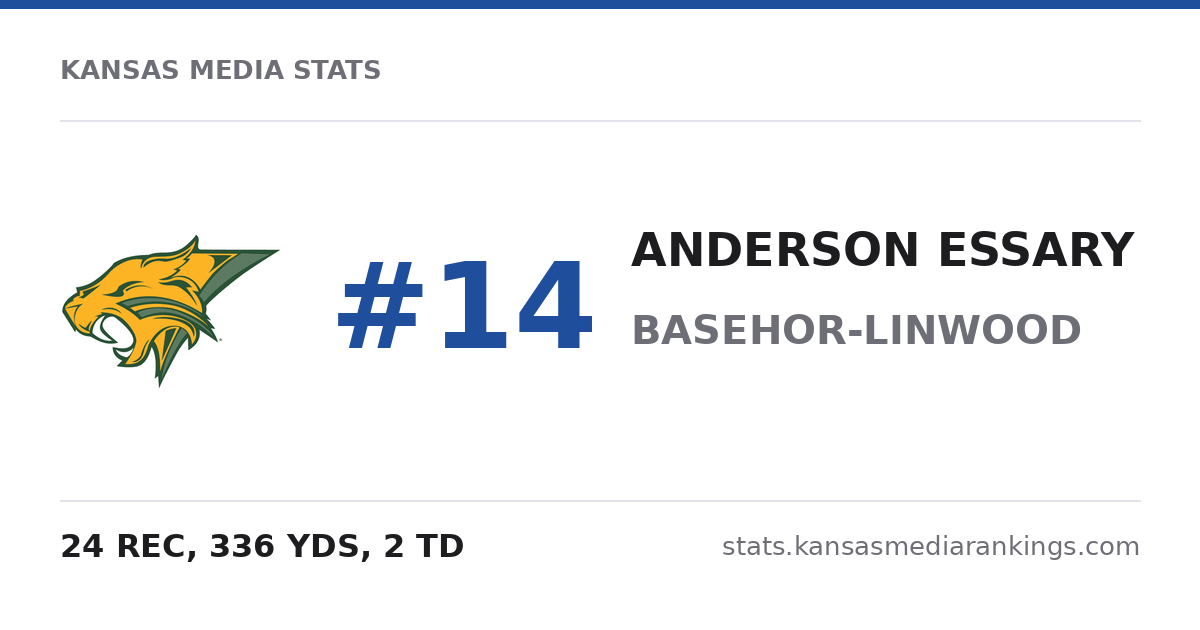 KANSAS MEDIA STATS
#14
ANDERSON ESSARY
BASEHOR-LINWOOD
24 REC, 336 YDS, 2 TD
stats.kansasmediarankings.com